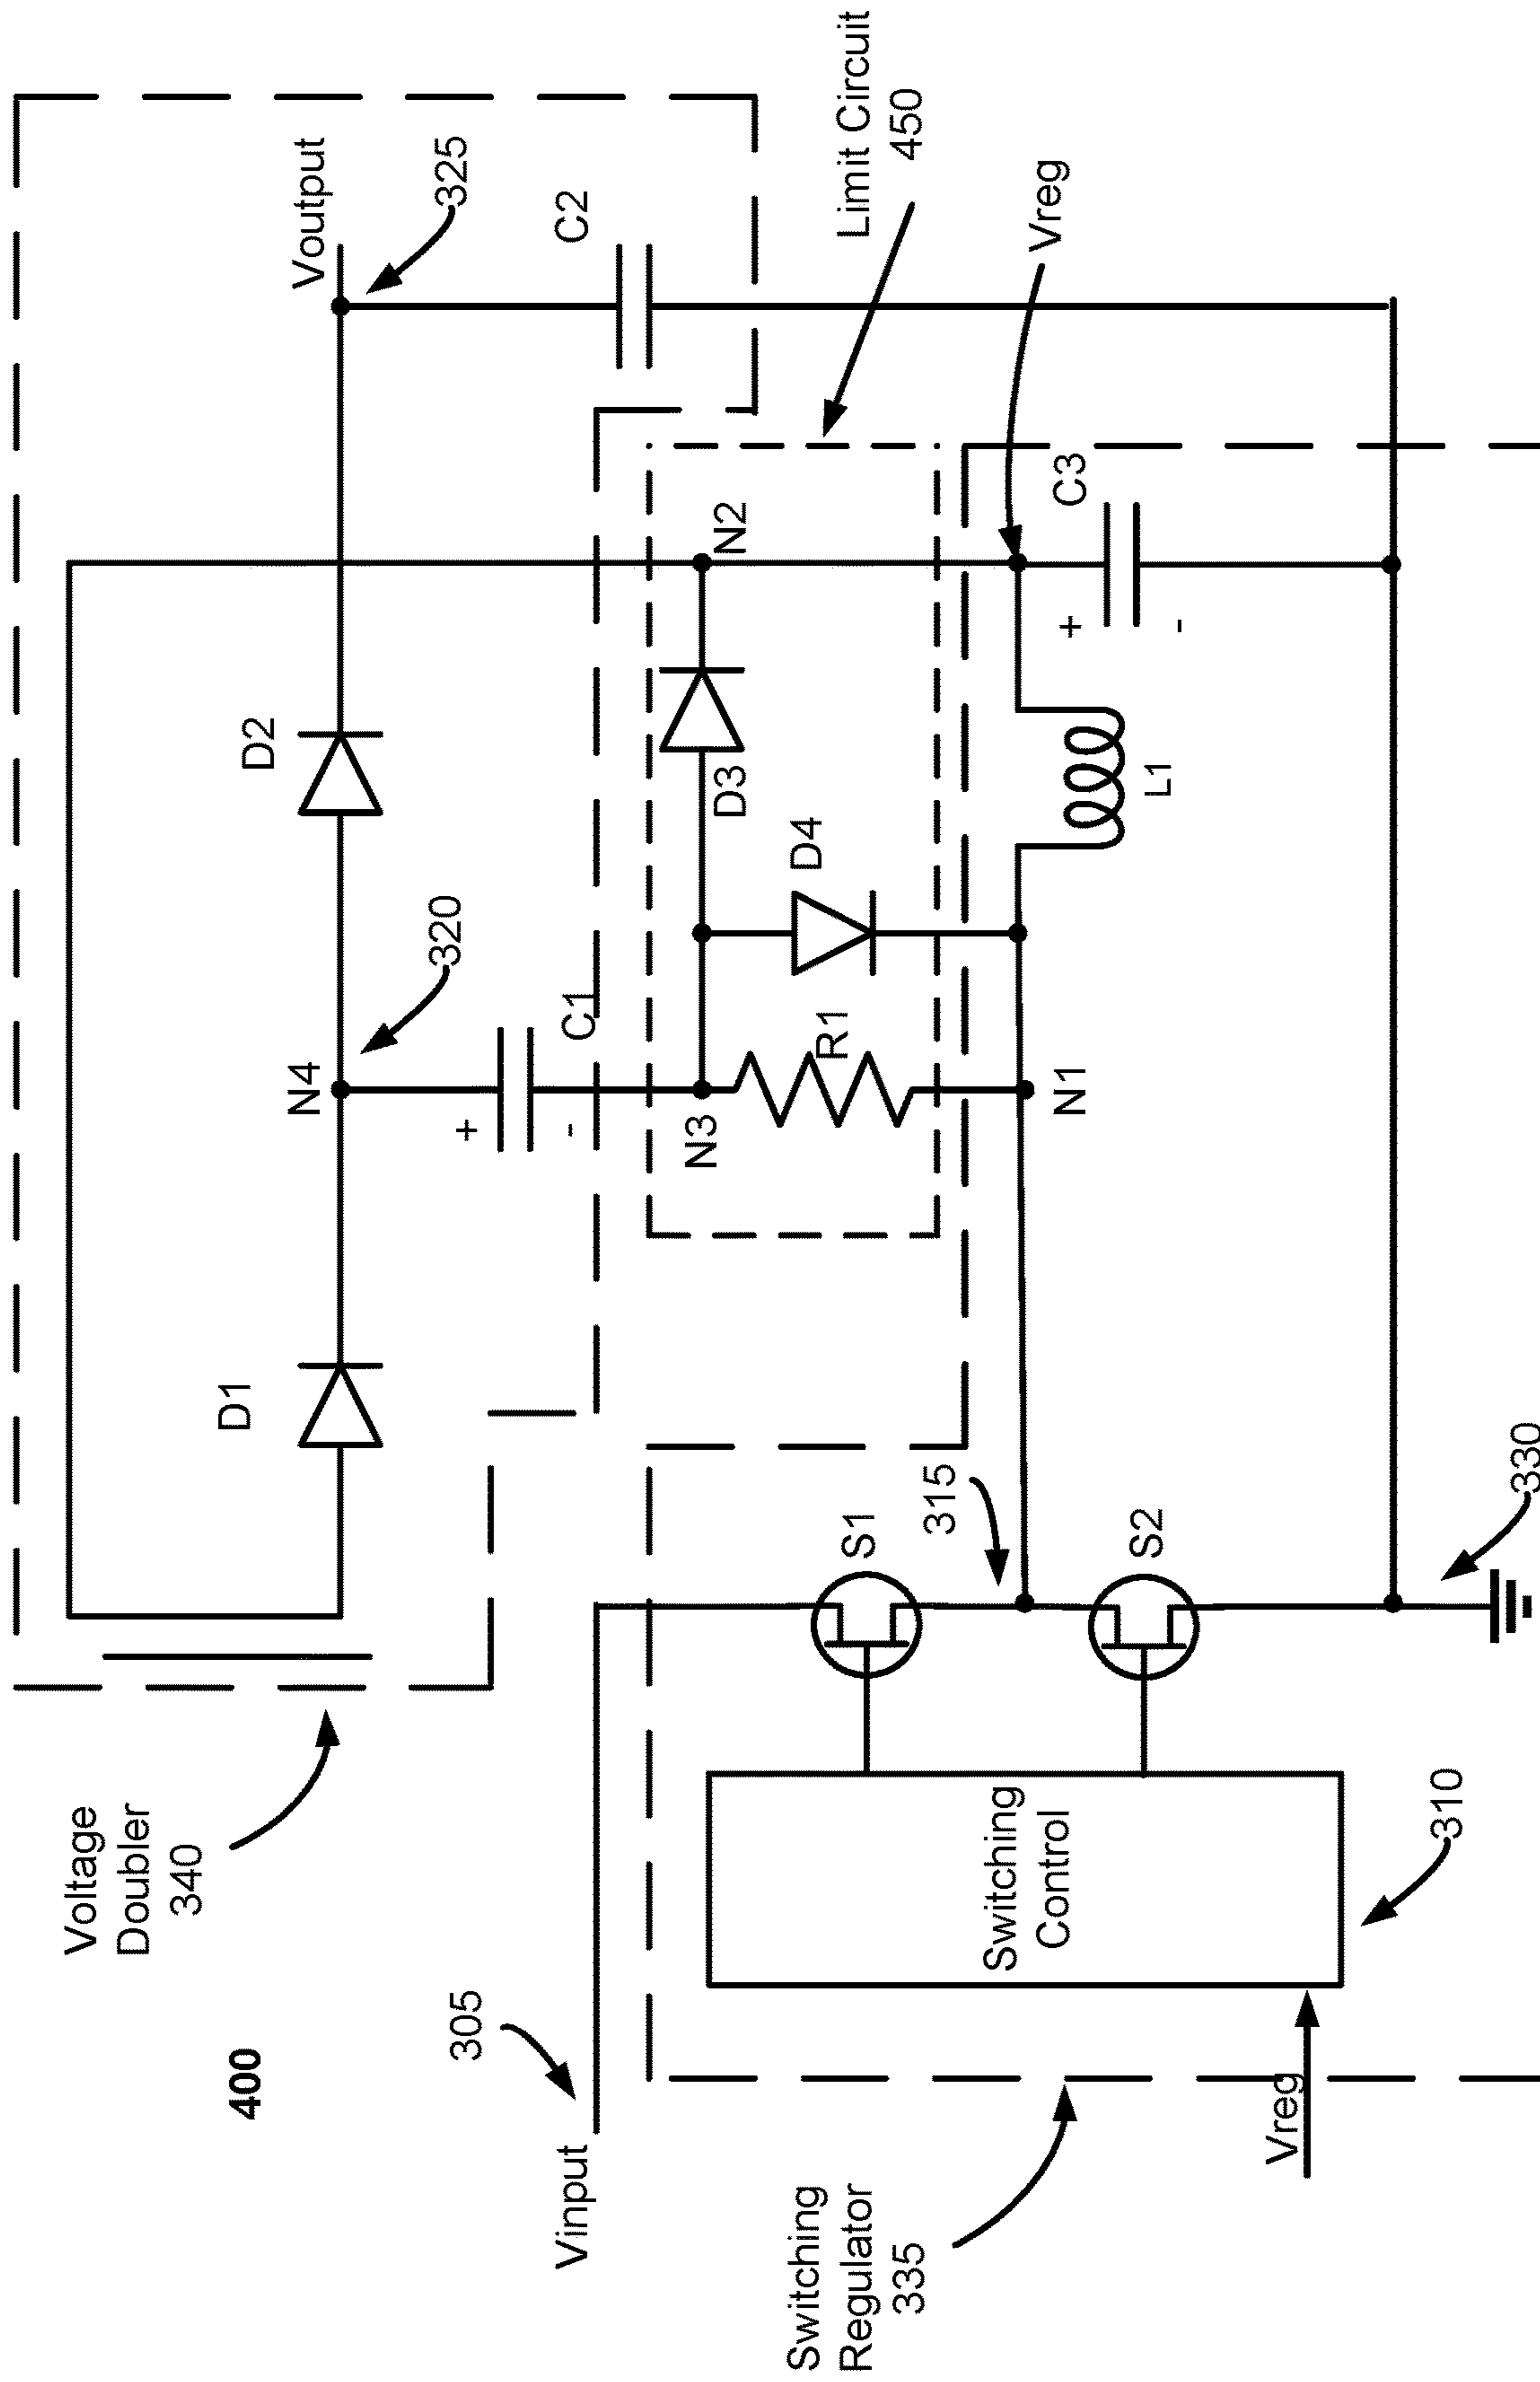 400
Voltage
Doubler
340
D1
D2
Voutput
325
N4
320
C2
+
-
C1
Vinput
305
Limit Circuit
450
N3
N2
D3
D4
R1
Vreg
Switching
Regulator
335
S1
315
N1
L1
C3
+
-
Switching
Control
S2
Vreg
310
330